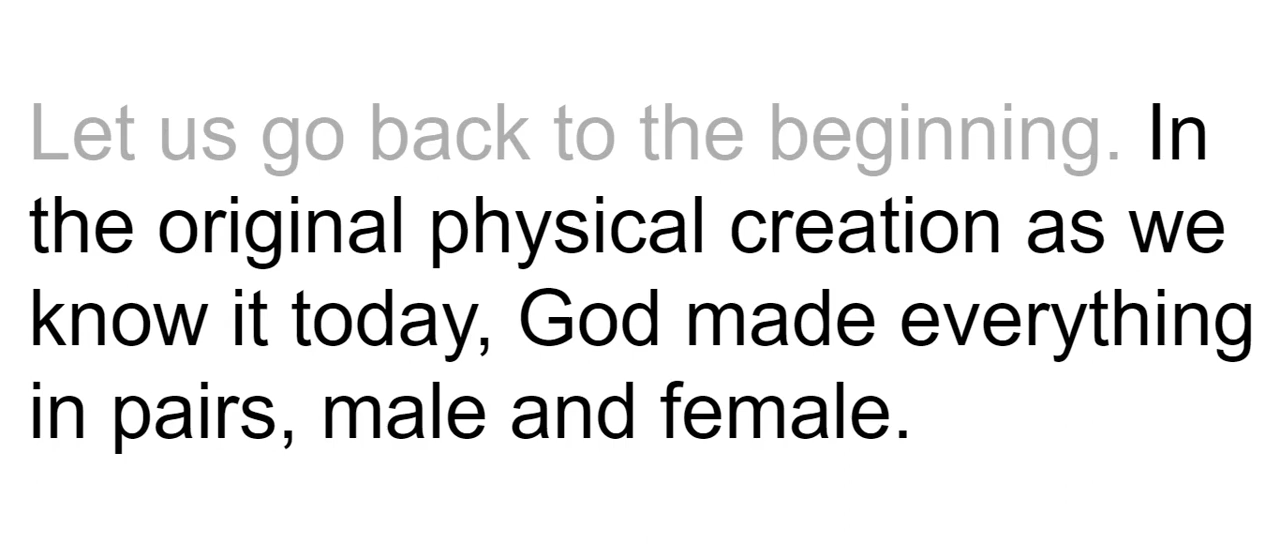 Let us go back to the beginning. In
the original physical creation as we
know it today, God made everything
in pairs, male and female.